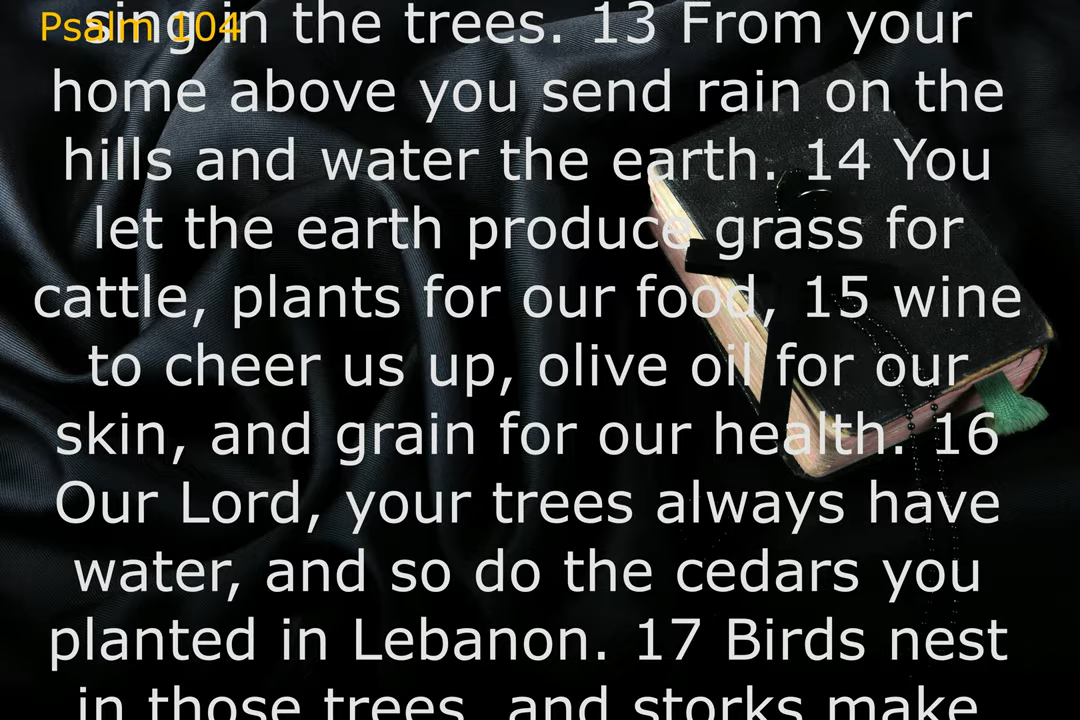 Psalm 104
sing in the trees. 13 From your
home above you send rain on the
hills and water the earth. 14 You
let the earth produce grass for
cattle, plants for our food, 15 wine
to cheer us up, olive oil for our
skin, and grain for our health. 16
Our Lord, your trees always have
water, and so do the cedars you
planted in Lebanon. 17 Birds nest
in those trees, and storks make